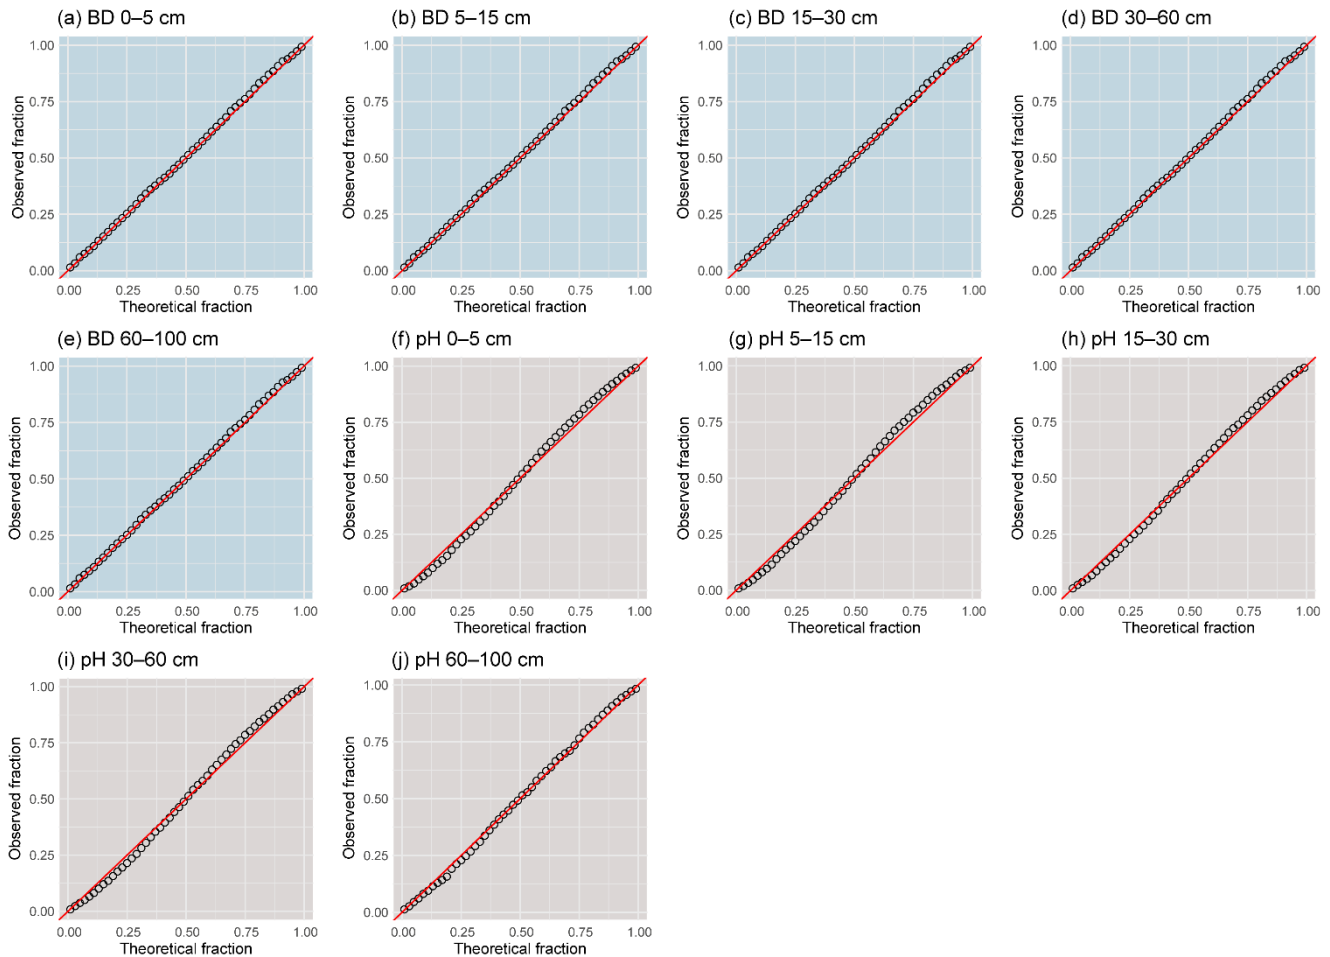 (a) BD 0–5 cm
(b) BD 5–15 cm
(c) BD 15–30 cm
(d) BD 30–60 cm
1.00
0.75
0.50
0.25
0.00
Observed fraction
0.00 0.25 0.50 0.75 1.00
Theoretical fraction
1.00
0.75
0.50
0.25
0.00
Observed fraction
0.00 0.25 0.50 0.75 1.00
Theoretical fraction
1.00
0.75
0.50
0.25
0.00
Observed fraction
0.00 0.25 0.50 0.75 1.00
Theoretical fraction
1.00
0.75
0.50
0.25
0.00
Observed fraction
0.00 0.25 0.50 0.75 1.00
Theoretical fraction
(e) BD 60–100 cm
(f) pH 0–5 cm
(g) pH 5–15 cm
(h) pH 15–30 cm
1.00
0.75
0.50
0.25
0.00
Observed fraction
0.00 0.25 0.50 0.75 1.00
Theoretical fraction
1.00
0.75
0.50
0.25
0.00
Observed fraction
0.00 0.25 0.50 0.75 1.00
Theoretical fraction
1.00
0.75
0.50
0.25
0.00
Observed fraction
0.00 0.25 0.50 0.75 1.00
Theoretical fraction
1.00
0.75
0.50
0.25
0.00
Observed fraction
0.00 0.25 0.50 0.75 1.00
Theoretical fraction
(i) pH 30–60 cm
(j) pH 60–100 cm
1.00
0.75
0.50
0.25
0.00
Observed fraction
0.00 0.25 0.50 0.75 1.00
Theoretical fraction
1.00
0.75
0.50
0.25
0.00
Observed fraction
0.00 0.25 0.50 0.75 1.00
Theoretical fraction